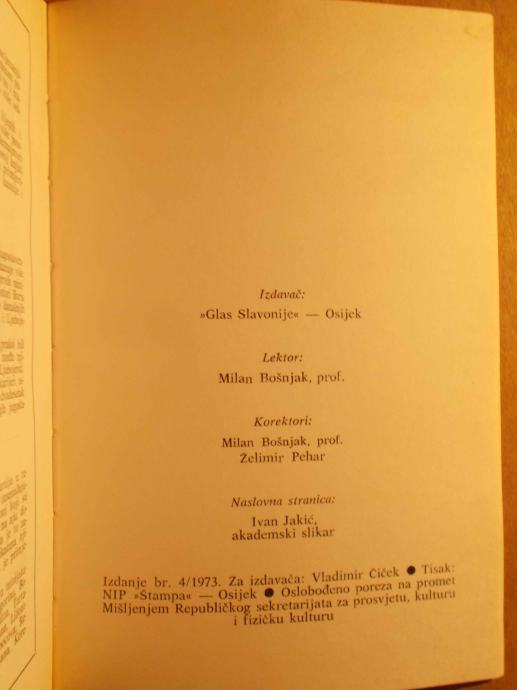 Izdavač:
»Glas Slavonije« — Osijek
Lektor:
Milan Bošnjak, prof.
Korektori:
Milan Bošnjak, prof.
Želimir Pehar
Naslovna stranica:
Ivan Jakić,
akademski slikar
Izdanje br. 4/1973. Za izdavača: Vladimir Čiček ● Tisak:
NIP »Štampa« — Osijek ● Oslobođeno poreza na promet
Mišljenjem Republičkog sekretarijata za prosvjetu, kulturu
i fizičku kulturu